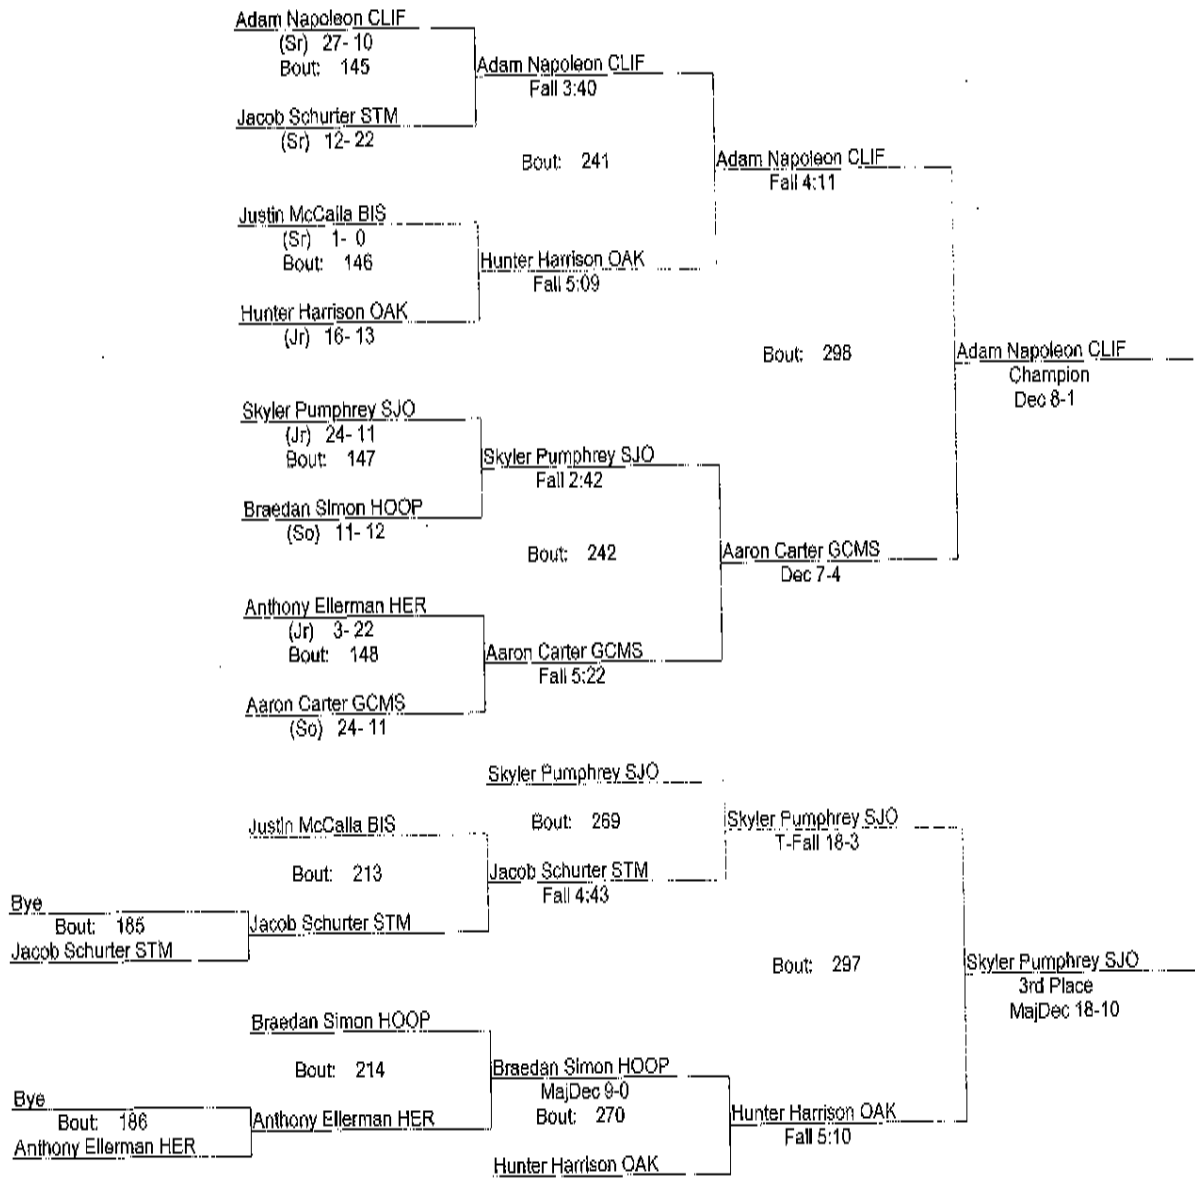 Adam Napoleon CLIF
(Sr) 27- 10
Bout: 145
Adam Napoleon CLIF
Fall 3:40
Jacob Schurter STM
(Sr) 12- 22
Bout: 241
Adam Napoleon CLIF
Fall 4:11
Justin McCalla BIS
(Sr) 1- 0
Bout: 146
Hunter Harrison OAK
Fall 5:09
Hunter Harrison OAK
(Jr) 16- 13
Bout: 298
Adam Napoleon CLIF
Champion
Dec 8-1
Skyler Pumphrey SJO
(Jr) 24- 11
Bout: 147
Skyler Pumphrey SJO
Fall 2:42
Braedan Simon HOOP
(So) 11- 12
Bout: 242
Aaron Carter GCMS
Dec 7-4
Anthony Ellerman HER
(Jr) 3- 22
Bout: 148
Aaron Carter GCMS
Fall 5:22
Aaron Carter GCMS
(So) 24- 11
Skyler Pumphrey SJO
Bout: 269
Skyler Pumphrey SJO
T-Fall 18-3
Justin McCalla BIS
Bout: 213
Jacob Schurter STM
Fall 4:43
Bye
Bout: 185
Jacob Schurter STM
Jacob Schurter STM
Bout: 297
Skyler Pumphrey SJO
3rd Place
MajDec 18-10
Braedan Simon HOOP
Bout: 214
Braedan Simon HOOP
MajDec 9-0
Bout: 270
Bye
Bout: 186
Anthony Ellerman HER
Anthony Ellerman HER
Hunter Harrison OAK
Fall 5:10
Hunter Harrison OAK